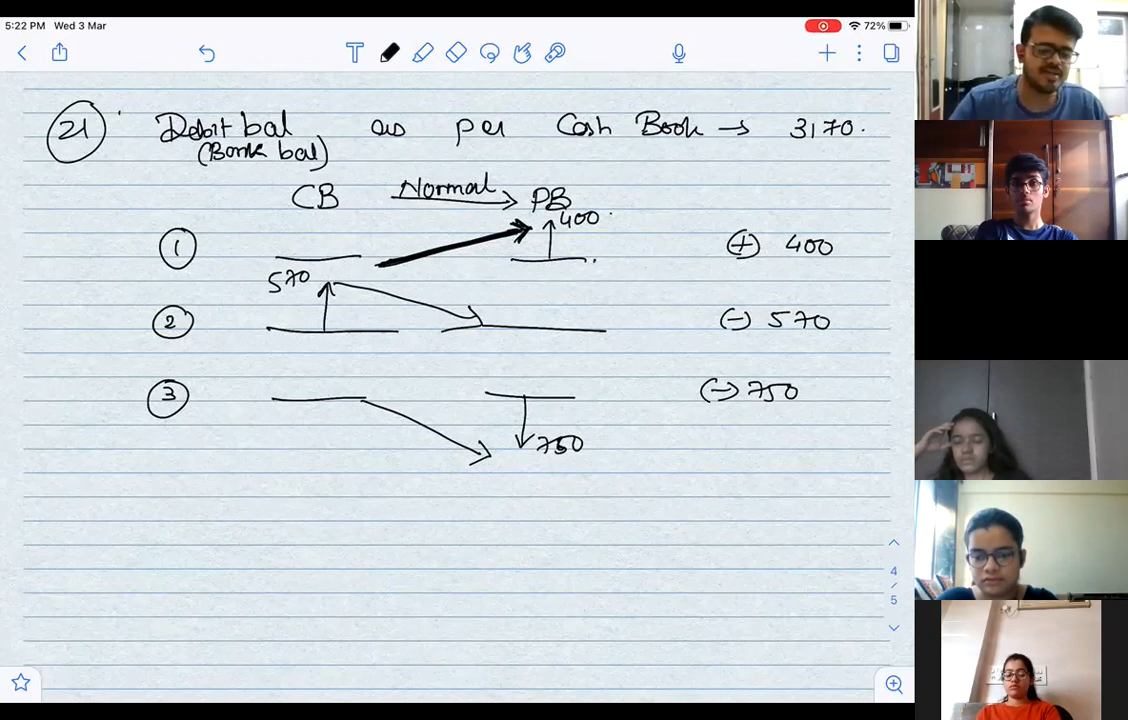 5:22 PM Wed 3 Mar
72%
T
21 Debit bal as per Cash Book → 3170.
(Bank bal)
CB Normal PB
400
1 (+) 400
570
2 (-) 570
3 (-) 750
750
4
5